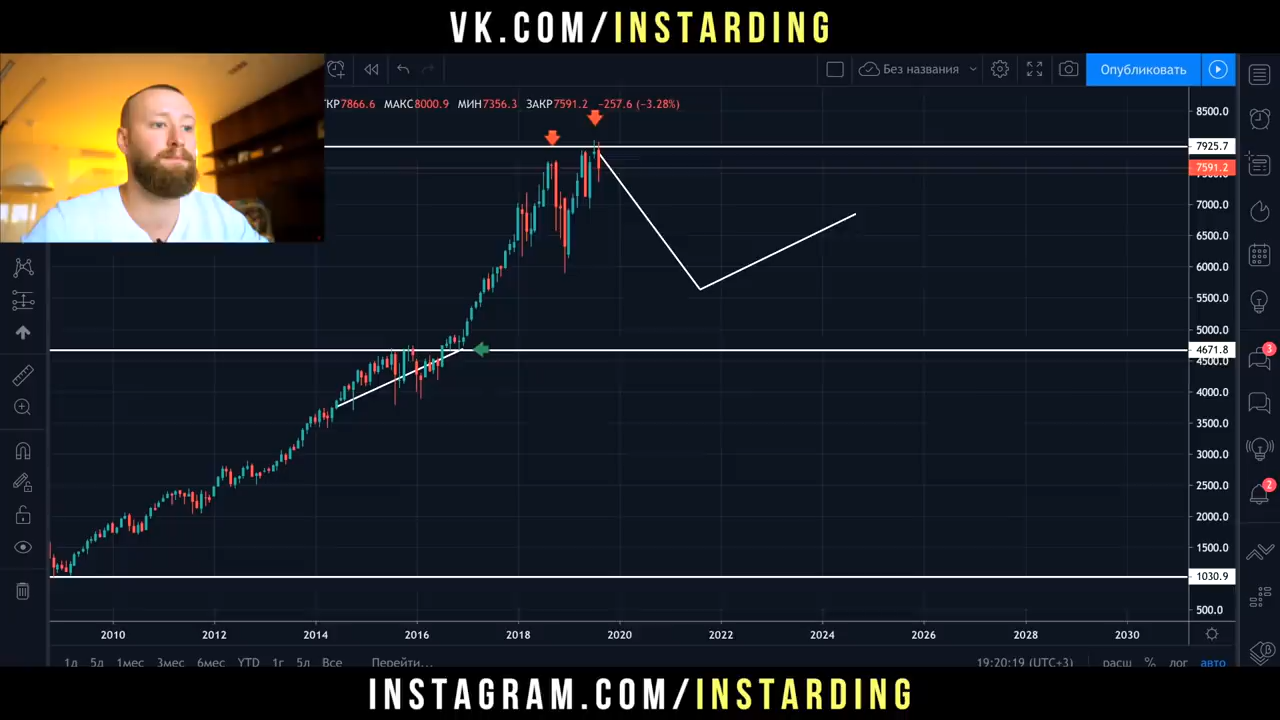 VK.COM/INSTARDING
Без названия
Опубликовать
КР7866.6 МАКС8000.9 МИН7356.3 ЗАКР7591.2 −257.6 (−3.28%)
8500.0
7925.7
7591.2
7000.0
6500.0
6000.0
5500.0
5000.0
4671.8
4500.0
4000.0
3500.0
3000.0
2500.0
2000.0
1500.0
1030.9
500.0
3
2
2010 2012 2014 2016 2018 2020 2022 2024 2026 2028 2030
1д 5д 1мес 3мес 6мес YTD 1г 5л Все Перейти... 19:20:19 (UTC+3) расш % лог авто
INSTAGRAM.COM/INSTARDING